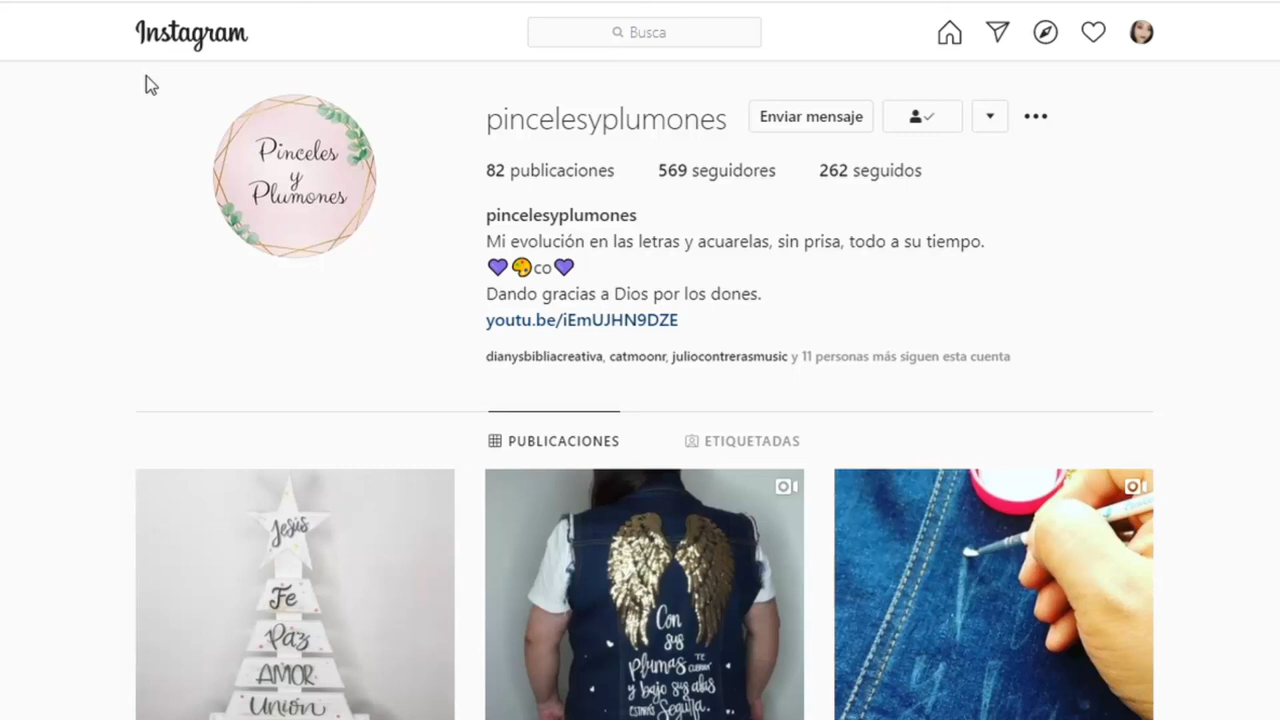 Instagram
Busca
Pinceles
y
Plumones
pincelesyplumones
Enviar mensaje
82 publicaciones
569 seguidores
262 seguidos
pincelesyplumones
Mi evolución en las letras y acuarelas, sin prisa, todo a su tiempo.
💜🎨co💜
Dando gracias a Dios por los dones.
youtu.be/iEmUJHN9DZE
dianysbibliacreativa, catmoonr, juliocontrerasmusic y 11 personas más siguen esta cuenta
PUBLICACIONES
ETIQUETADAS
Jesús
Fe
Paz
AMOR
Unión
Con
sus
Plumas TE
y bajo sus alas